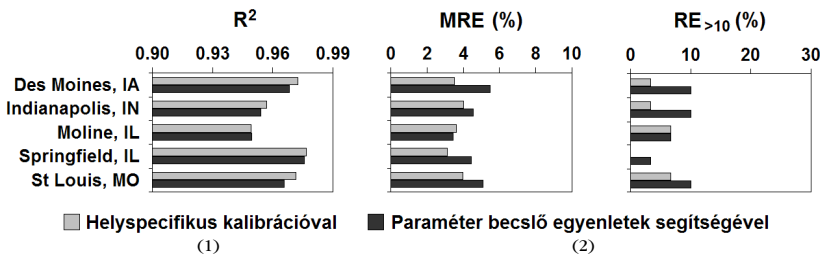 R² MRE (%) RE>10 (%)
0.90 0.93 0.96 0.99 0 2 4 6 8 10 0 10 20 30
Des Moines, IA
Indianapolis, IN
Moline, IL
Springfield, IL
St Louis, MO
Helyspecifikus kalibrációval Paraméter becslő egyenletek segítségével
(1) (2)